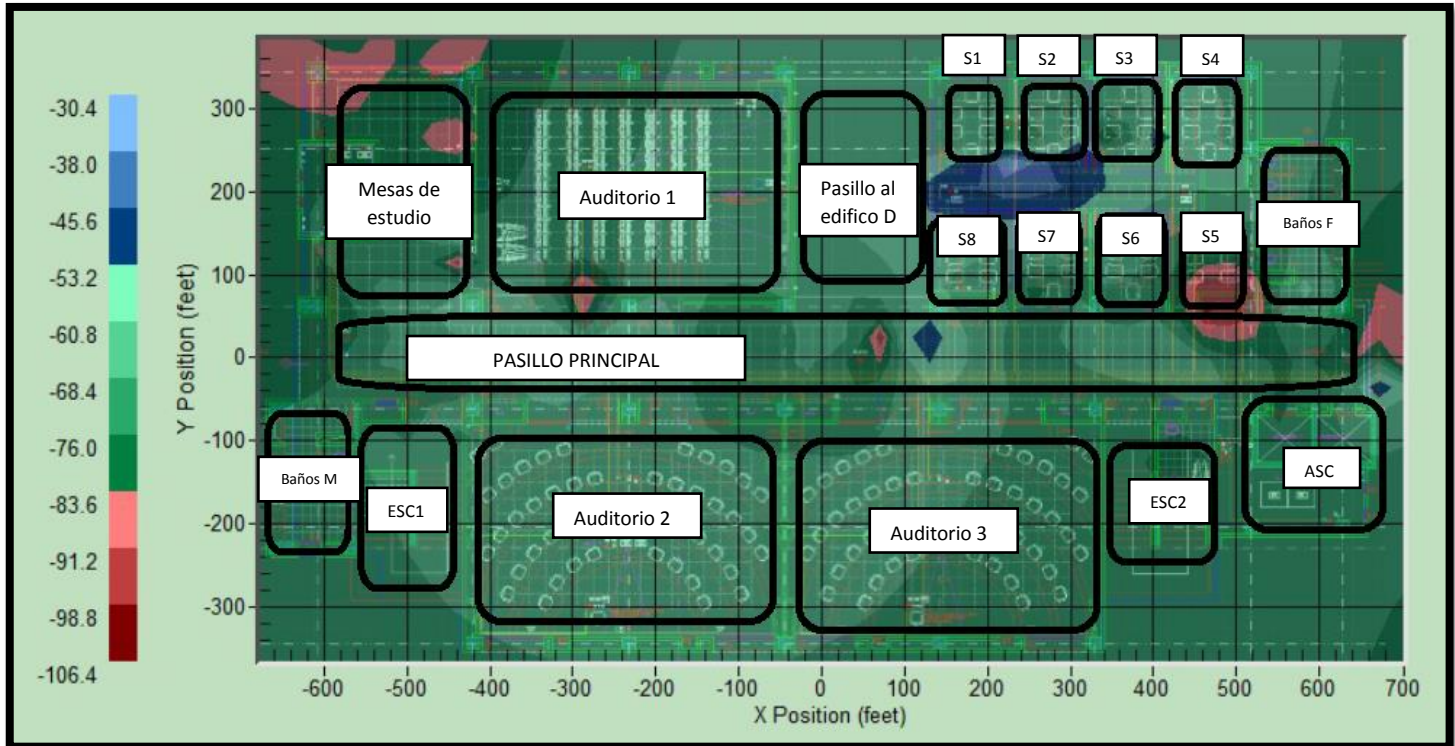 -30.4
-38.0
-45.6
-53.2
-60.8
-68.4
-76.0
-83.6
-91.2
-98.8
-106.4
Y Position (feet)
300
200
100
0
-100
-200
-300
S1
S2
S3
S4
Mesas de
estudio
Auditorio 1
Pasillo al
edifico D
S8
S7
S6
S5
Baños F
PASILLO PRINCIPAL
Baños M
ESC1
Auditorio 2
Auditorio 3
ESC2
ASC
-600 -500 -400 -300 -200 -100 0 100 200 300 400 500 600 700
X Position (feet)